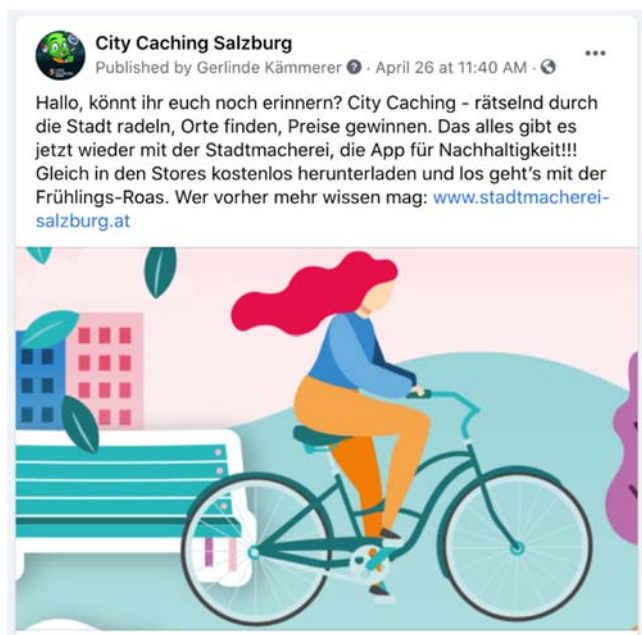 City Caching Salzburg
Published by Gerlinde Kämmerer · April 26 at 11:40 AM ·
Hallo, könnt ihr euch noch erinnern? City Caching - rätselnd durch
die Stadt radeln, Orte finden, Preise gewinnen. Das alles gibt es
jetzt wieder mit der Stadtmacherei, die App für Nachhaltigkeit!!!
Gleich in den Stores kostenlos herunterladen und los geht's mit der
Frühlings-Roas. Wer vorher mehr wissen mag: www.stadtmacherei-
salzburg.at